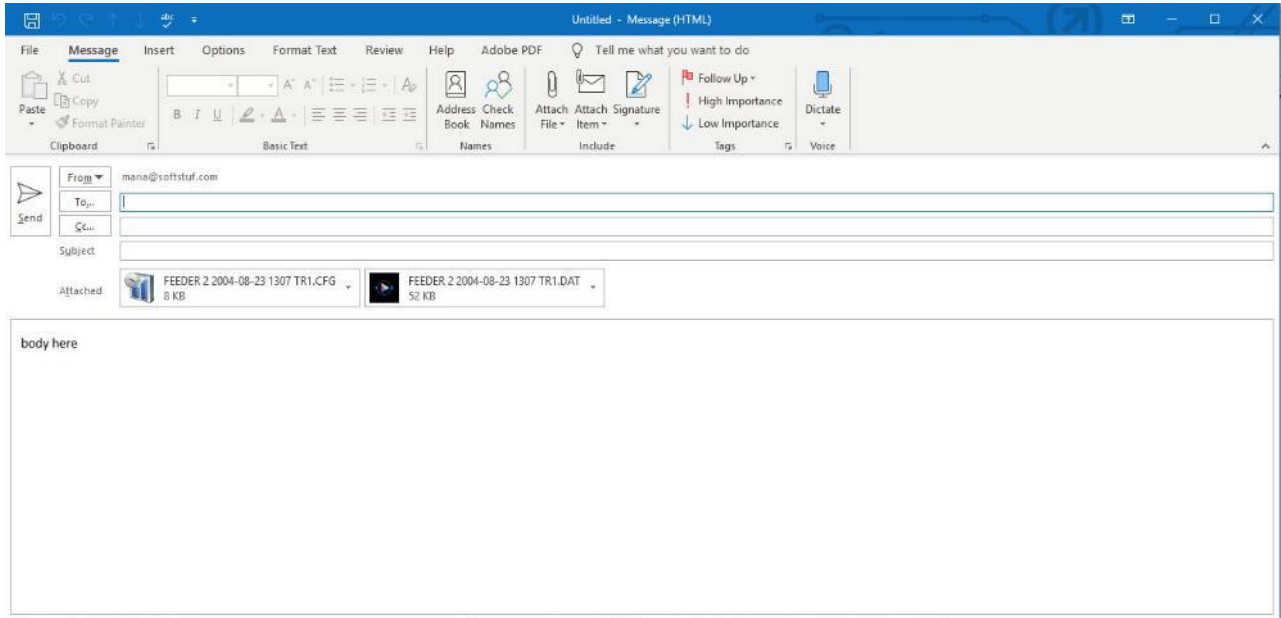 abc
Untitled - Message (HTML)
File Message Insert Options Format Text Review Help Adobe PDF Tell me what you want to do
Paste
Cut
Copy
Format Painter
Clipboard
B I U
Basic Text
Address Book
Check Names
Names
Attach File
Attach Item
Signature
Include
Follow Up
High Importance
Low Importance
Tags
Dictate
Voice
Send
From maria@softstuf.com
To...
Cc...
Subject
Attached
FEEDER 2 2004-08-23 1307 TR1.CFG
8 KB
FEEDER 2 2004-08-23 1307 TR1.DAT
52 KB
body here